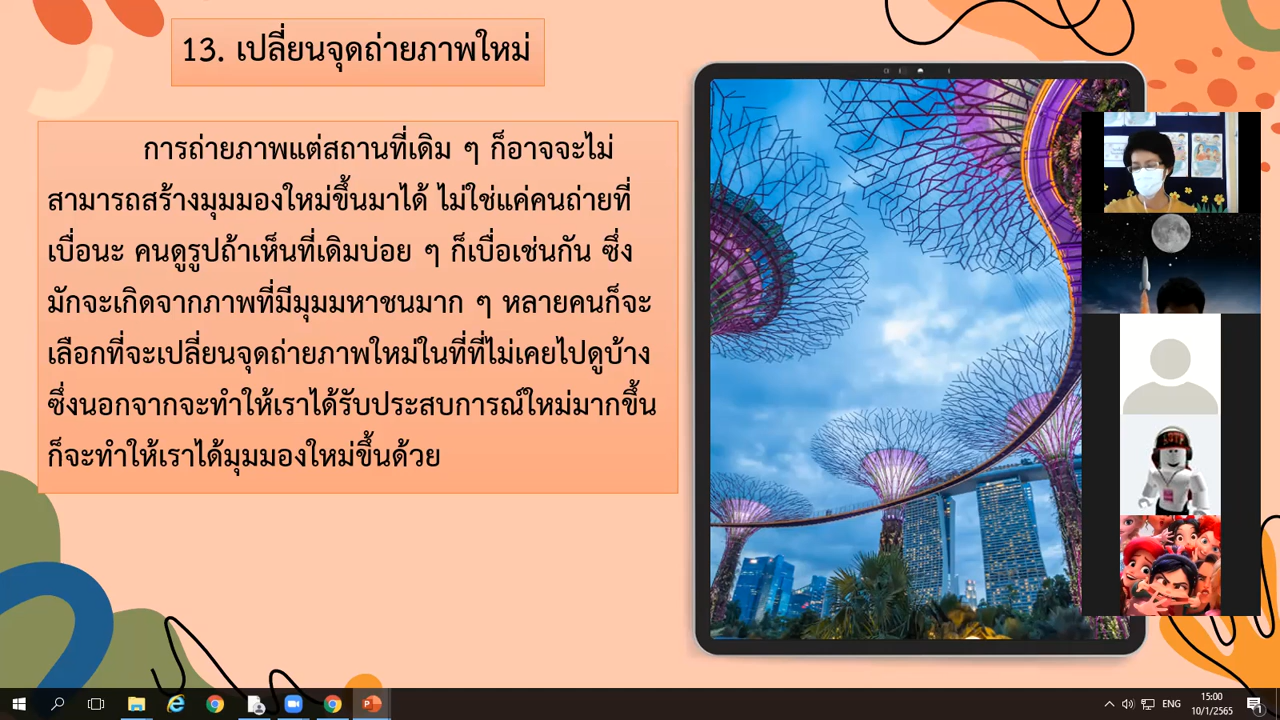 13. เปลี่ยนจุดถ่ายภาพใหม่
การถ่ายภาพแต่สถานที่เดิม ๆ ก็อาจจะไม่
สามารถสร้างมุมมองใหม่ขึ้นมาได้ ไม่ใช่แค่คนถ่ายที่
เบื่อนะ คนดูรูปถ้าเห็นที่เดิมบ่อย ๆ ก็เบื่อเช่นกัน ซึ่ง
มักจะเกิดจากภาพที่มีมุมมหาชนมาก ๆ หลายคนก็จะ
เลือกที่จะเปลี่ยนจุดถ่ายภาพใหม่ในที่ที่ไม่เคยไปดูบ้าง
ซึ่งนอกจากจะทำให้เราได้รับประสบการณ์ใหม่มากขึ้น
ก็จะทำให้เราได้มุมมองใหม่ขึ้นด้วย
ENG
15:00
10/1/2565